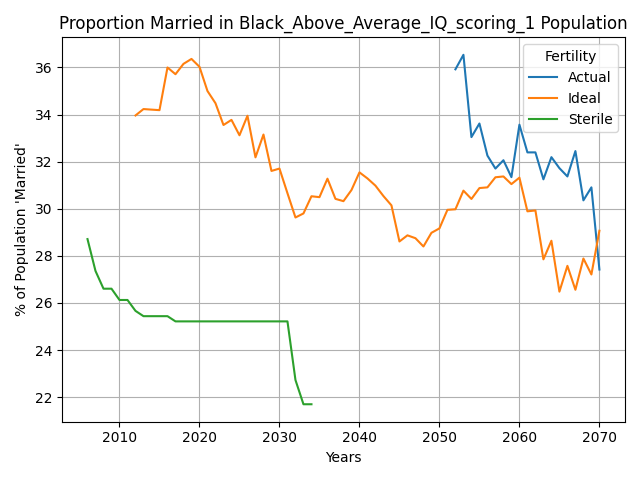 Proportion Married in Black_Above_Average_IQ_scoring_1 Population
% of Population 'Married'
36
34
32
30
28
26
24
22
Fertility
Actual
Ideal
Sterile
2010 2020 2030 2040 2050 2060 2070
Years